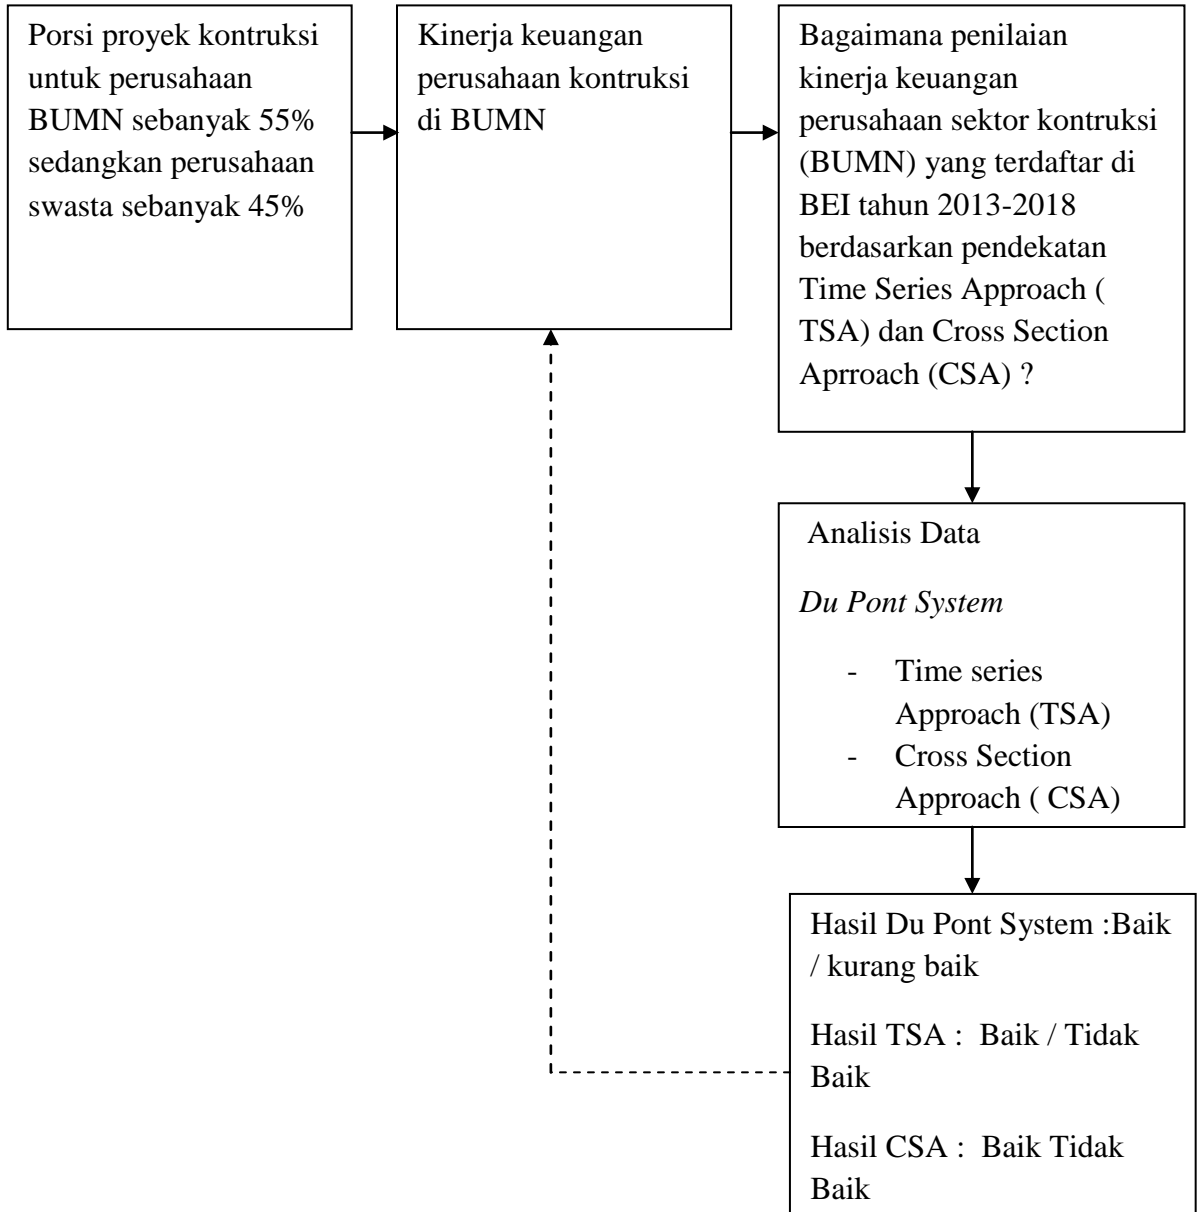 Porsi proyek kontruksi
untuk perusahaan
BUMN sebanyak 55%
sedangkan perusahaan
swasta sebanyak 45%
Kinerja keuangan
perusahaan kontruksi
di BUMN
Bagaimana penilaian
kinerja keuangan
perusahaan sektor kontruksi
(BUMN) yang terdaftar di
BEI tahun 2013-2018
berdasarkan pendekatan
Time Series Approach (
TSA) dan Cross Section
Aprroach (CSA) ?
Analisis Data
Du Pont System
- Time series
Approach (TSA)
- Cross Section
Approach ( CSA)
Hasil Du Pont System :Baik
/ kurang baik
Hasil TSA : Baik / Tidak
Baik
Hasil CSA : Baik Tidak
Baik